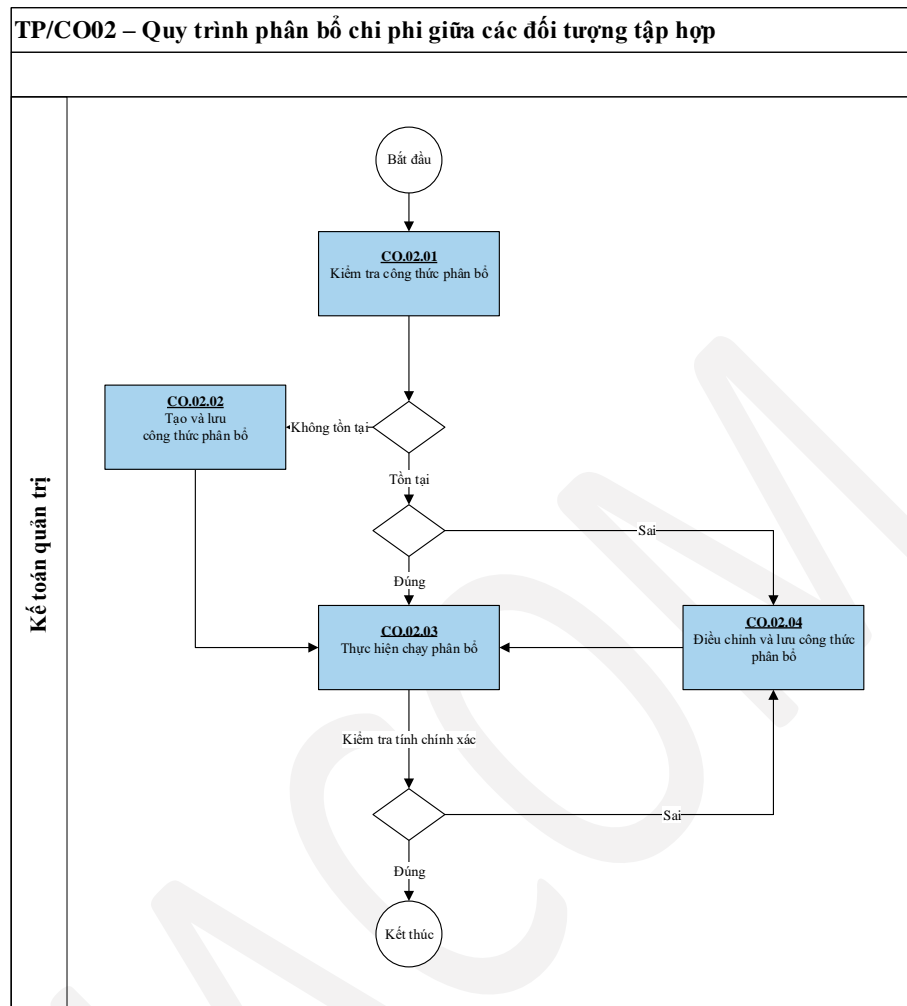 TP/CO02 – Quy trình phân bổ chi phi giữa các đối tượng tập hợp
Kế toán quản trị
Bắt đầu
CO.02.01
Kiểm tra công thức phân bổ
CO.02.02
Tạo và lưu
công thức phân bổ
Không tồn tại
Tồn tại
Sai
Đúng
CO.02.03
Thực hiện chạy phân bổ
CO.02.04
Điều chỉnh và lưu công thức
phân bổ
Kiểm tra tính chính xác
Sai
Đúng
Kết thúc